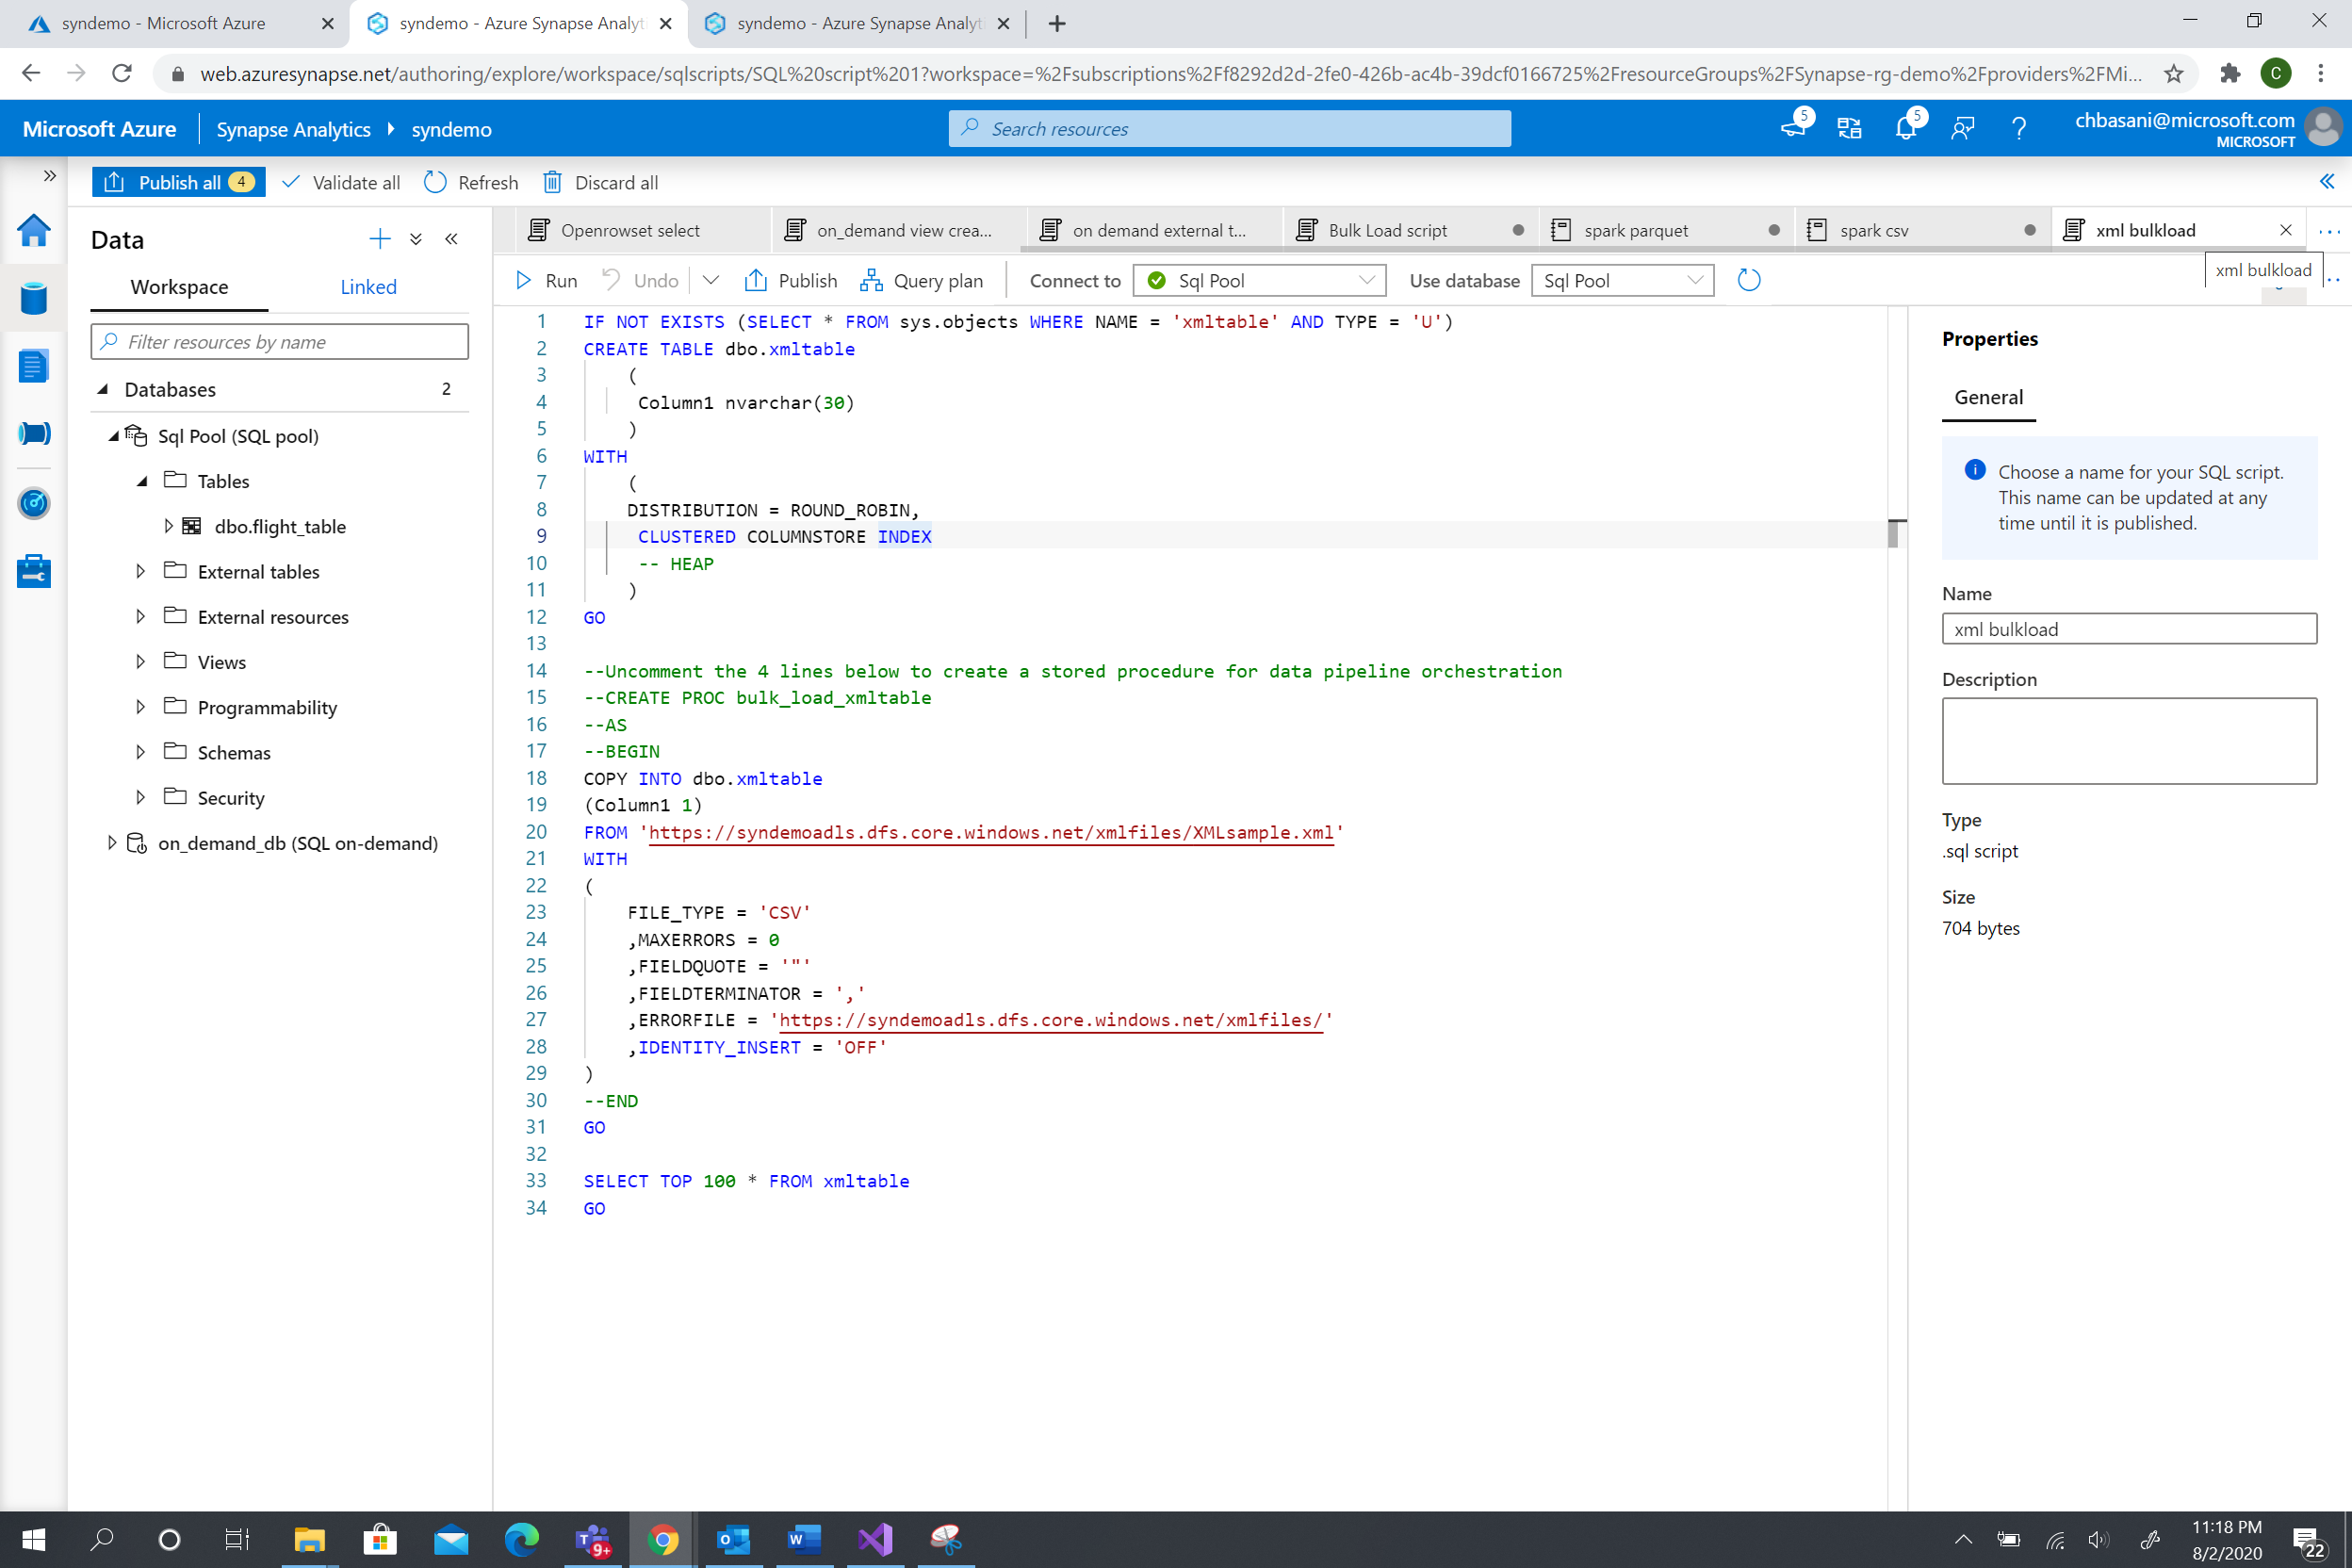 syndemo - Microsoft Azure
syndemo - Azure Synapse Analyt
syndemo - Azure Synapse Analyt
web.azuresynapse.net/authoring/explore/workspace/sqlscripts/SQL%20script%201?workspace=%2Fsubscriptions%2Ff8292d2d-2fe0-426b-ac4b-39dcf0166725%2FresourceGroups%2FSynapse-rg-demo%2Fproviders%2FMi...
C
Microsoft Azure
Synapse Analytics
syndemo
Search resources
5
5
?
chbasani@microsoft.com
MICROSOFT
Publish all 4
Validate all
Refresh
Discard all
Data
Workspace
Linked
Filter resources by name
Databases 2
Sql Pool (SQL pool)
Tables
dbo.flight_table
External tables
External resources
Views
Programmability
Schemas
Security
on_demand_db (SQL on-demand)
Openrowset select
on_demand view crea...
on demand external t...
Bulk Load script
spark parquet
spark csv
xml bulkload
xml bulkload
Run
Undo
Publish
Query plan
Connect to
Sql Pool
Use database
Sql Pool
1 IF NOT EXISTS (SELECT * FROM sys.objects WHERE NAME = 'xmltable' AND TYPE = 'U')
2 CREATE TABLE dbo.xmltable
3 (
4 Column1 nvarchar(30)
5 )
6 WITH
7 (
8 DISTRIBUTION = ROUND_ROBIN,
9 CLUSTERED COLUMNSTORE INDEX
10 -- HEAP
11 )
12 GO
13
14 --Uncomment the 4 lines below to create a stored procedure for data pipeline orchestration
15 --CREATE PROC bulk_load_xmltable
16 --AS
17 --BEGIN
18 COPY INTO dbo.xmltable
19 (Column1 1)
20 FROM 'https://syndemoadls.dfs.core.windows.net/xmlfiles/XMLsample.xml'
21 WITH
22 (
23 FILE_TYPE = 'CSV'
24 ,MAXERRORS = 0
25 ,FIELDQUOTE = '"'
26 ,FIELDTERMINATOR = ','
27 ,ERRORFILE = 'https://syndemoadls.dfs.core.windows.net/xmlfiles/'
28 ,IDENTITY_INSERT = 'OFF'
29 )
30 --END
31 GO
32
33 SELECT TOP 100 * FROM xmltable
34 GO
Properties
General
Choose a name for your SQL script.
This name can be updated at any
time until it is published.
Name
xml bulkload
Description
Type
.sql script
Size
704 bytes
9+
11:18 PM
8/2/2020
22